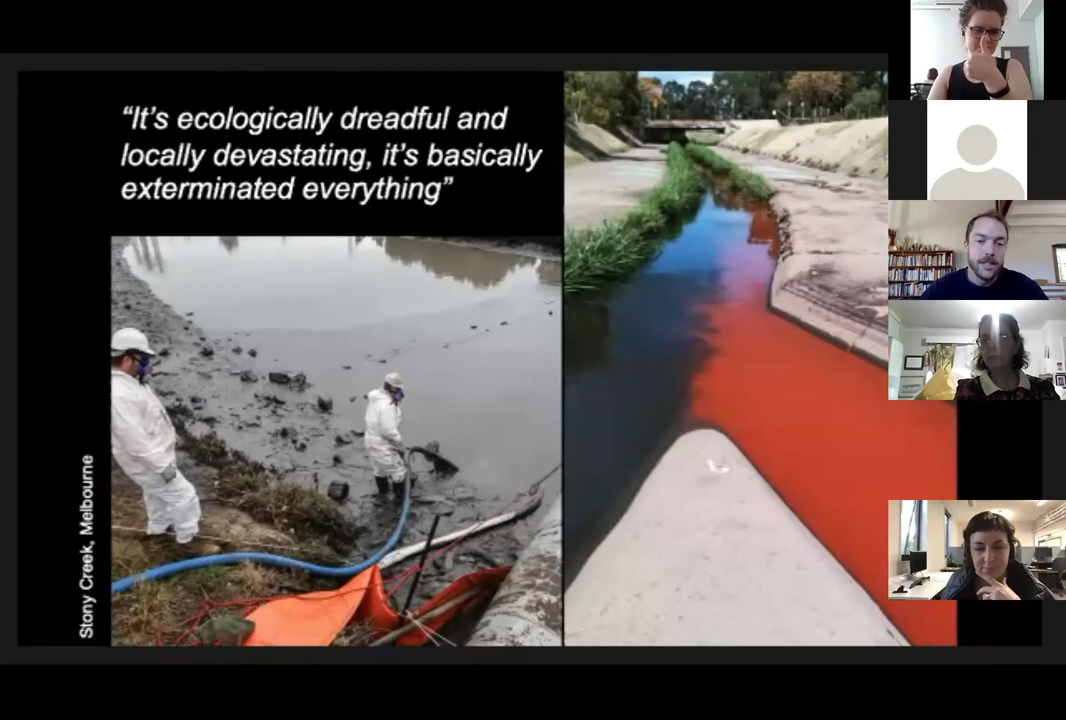 “It’s ecologically dreadful and
locally devastating, it’s basically
exterminated everything”
Stony Creek, Melbourne